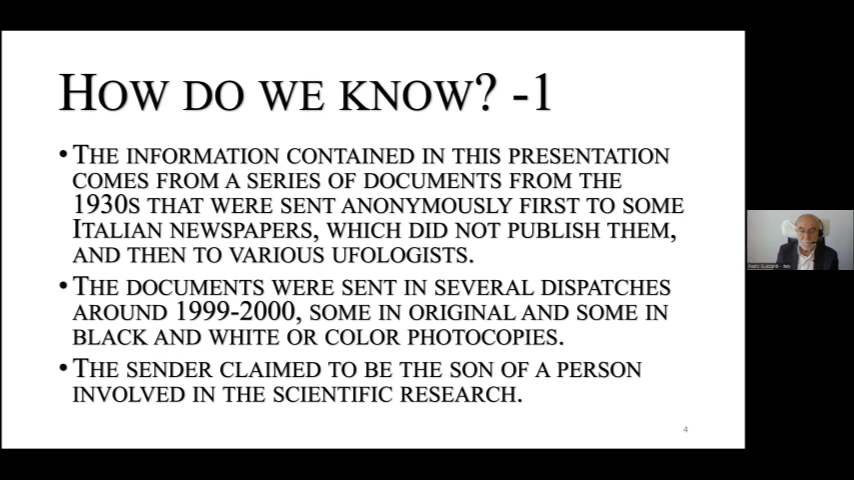 HOW DO WE KNOW? -1
• THE INFORMATION CONTAINED IN THIS PRESENTATION
COMES FROM A SERIES OF DOCUMENTS FROM THE
1930S THAT WERE SENT ANONYMOUSLY FIRST TO SOME
ITALIAN NEWSPAPERS, WHICH DID NOT PUBLISH THEM,
AND THEN TO VARIOUS UFOLOGISTS.
• THE DOCUMENTS WERE SENT IN SEVERAL DISPATCHES
AROUND 1999-2000, SOME IN ORIGINAL AND SOME IN
BLACK AND WHITE OR COLOR PHOTOCOPIES.
• THE SENDER CLAIMED TO BE THE SON OF A PERSON
INVOLVED IN THE SCIENTIFIC RESEARCH.
4